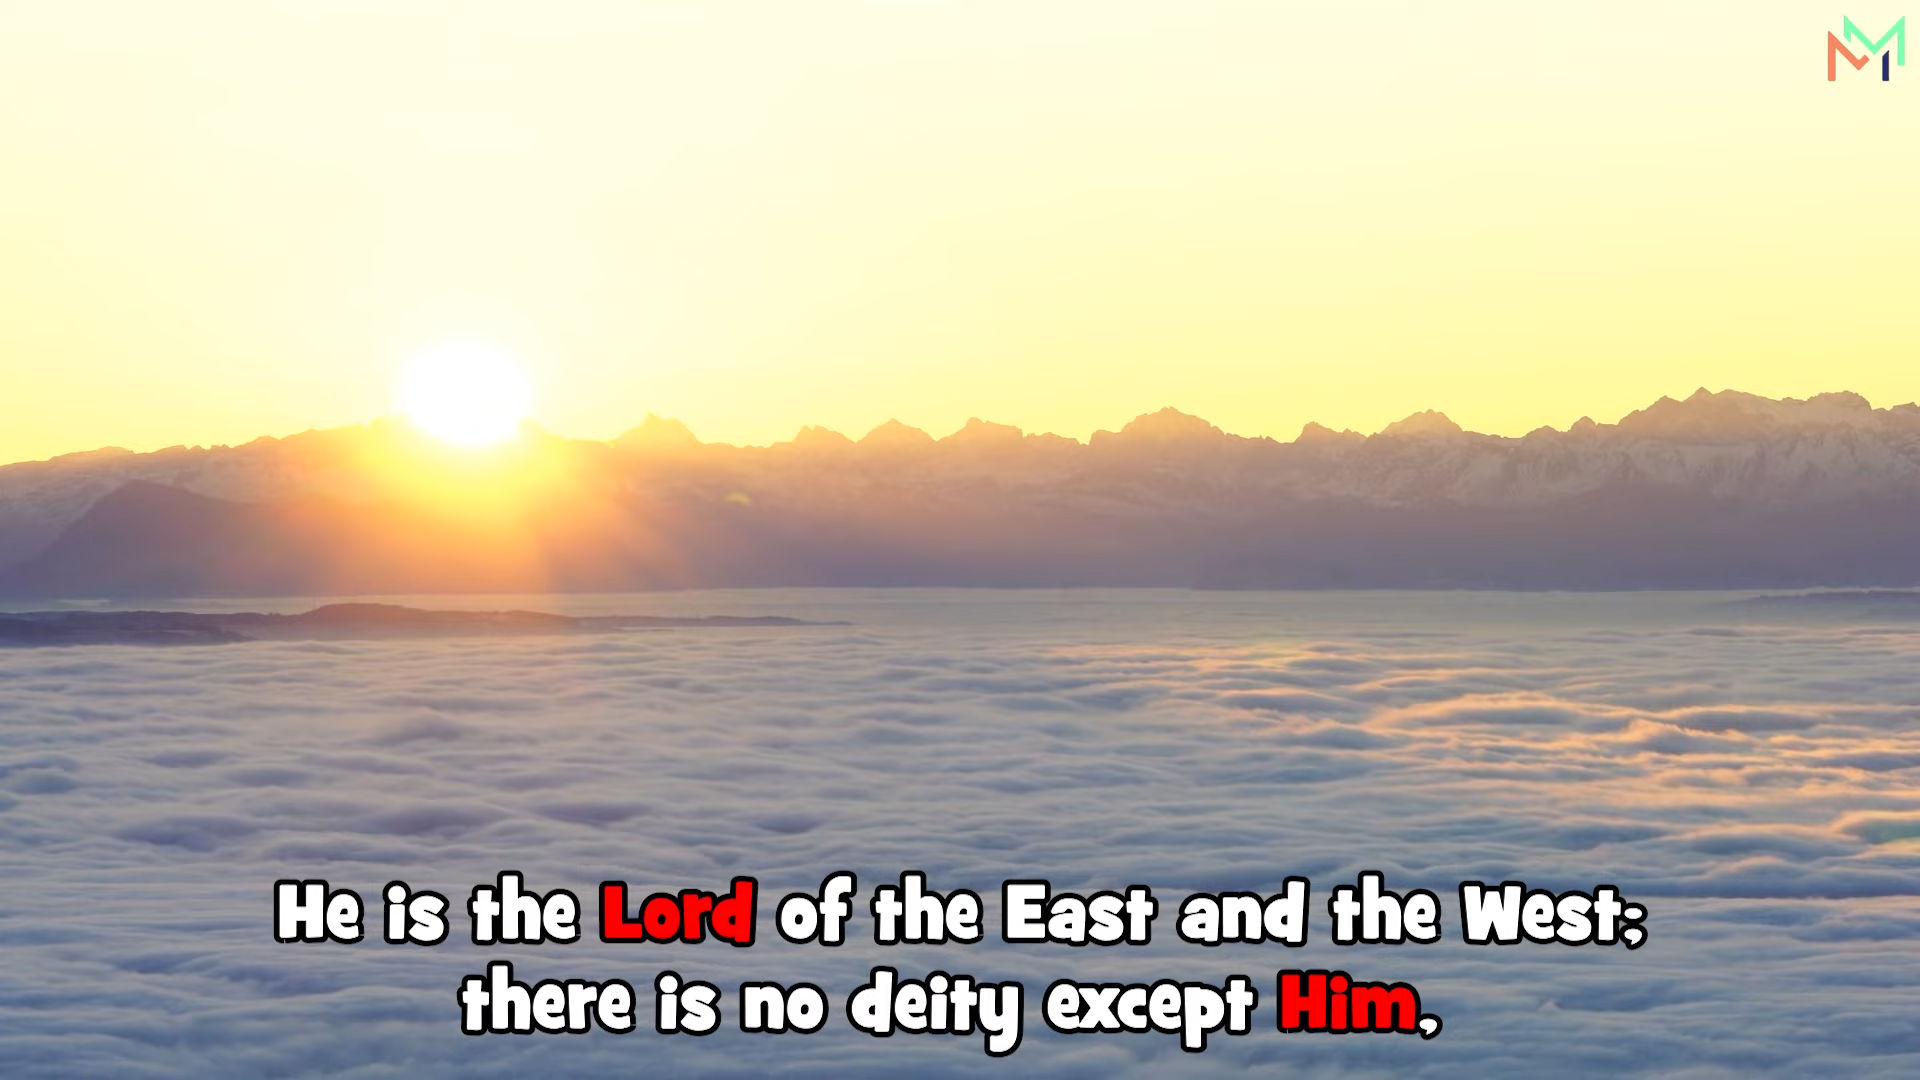 He is the Lord of the East and the West;
there is no deity except Him,